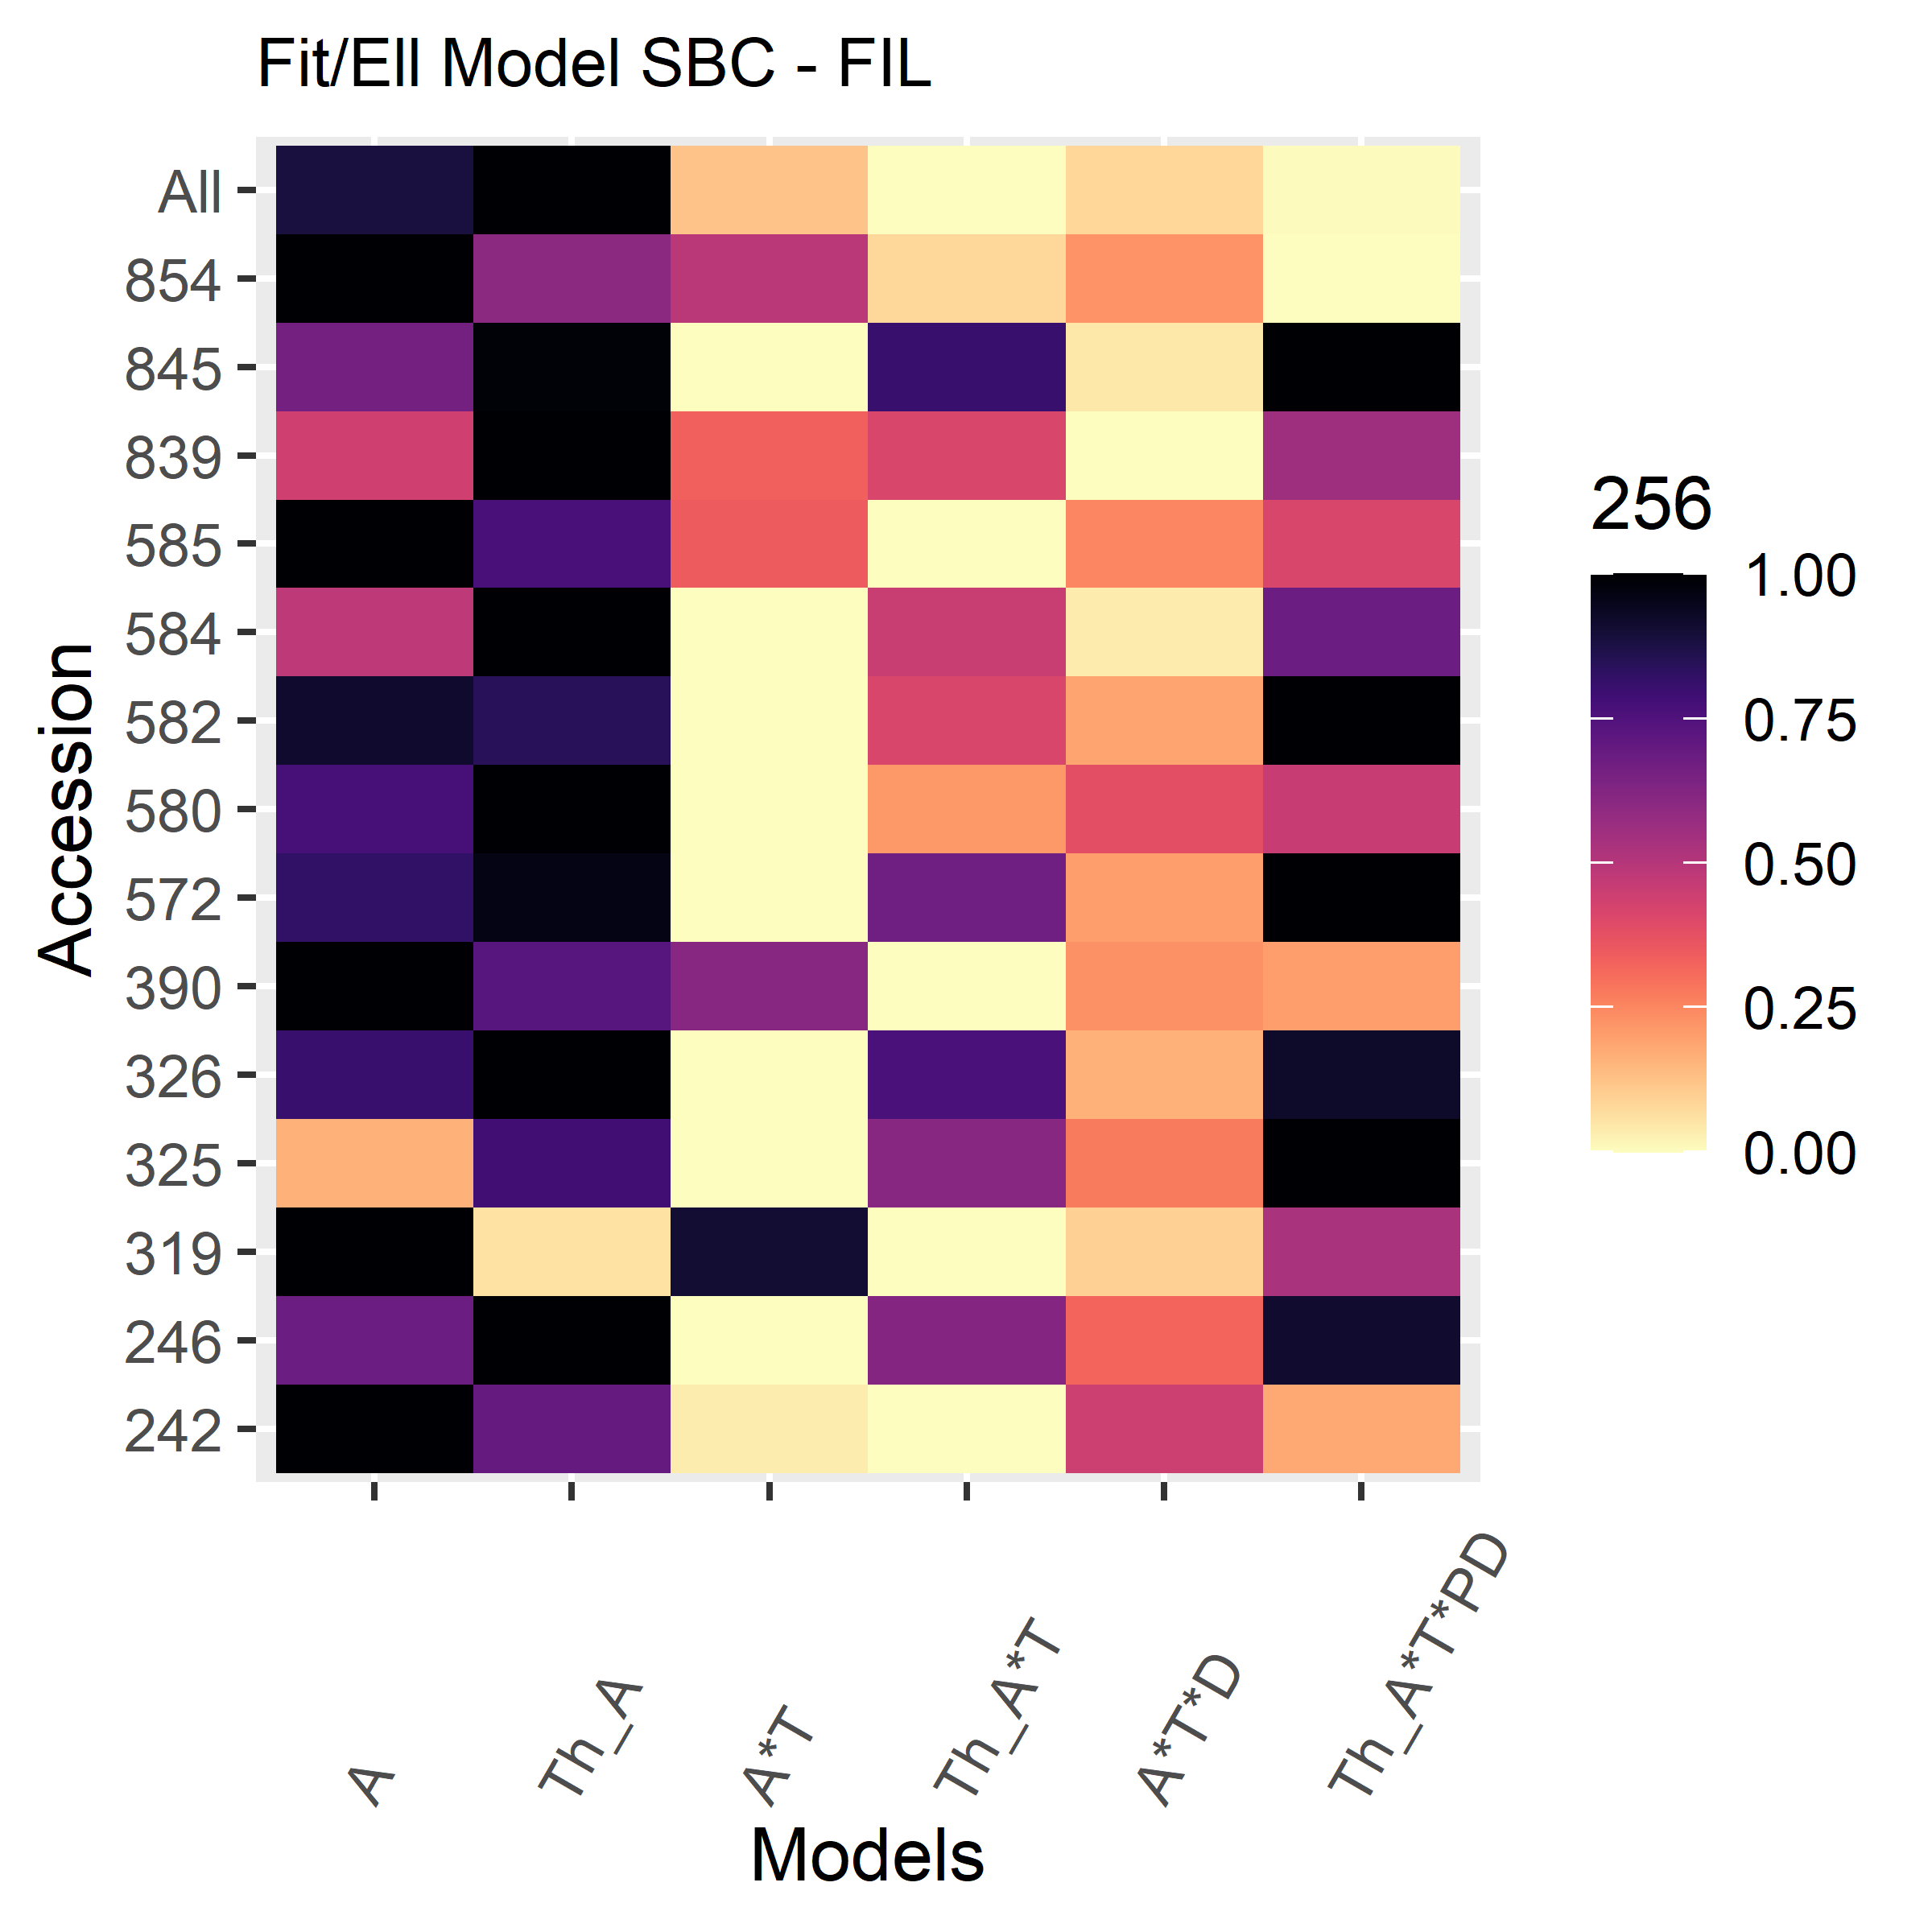 Fit/Ell Model SBC - FIL
All
854
845
839
585
584
582
580
572
390
326
325
319
246
242
Accession
A
Th_A
A*T
Th_A*T
A*T*D
Th_A*T*PD
Models
256
1.00
0.75
0.50
0.25
0.00